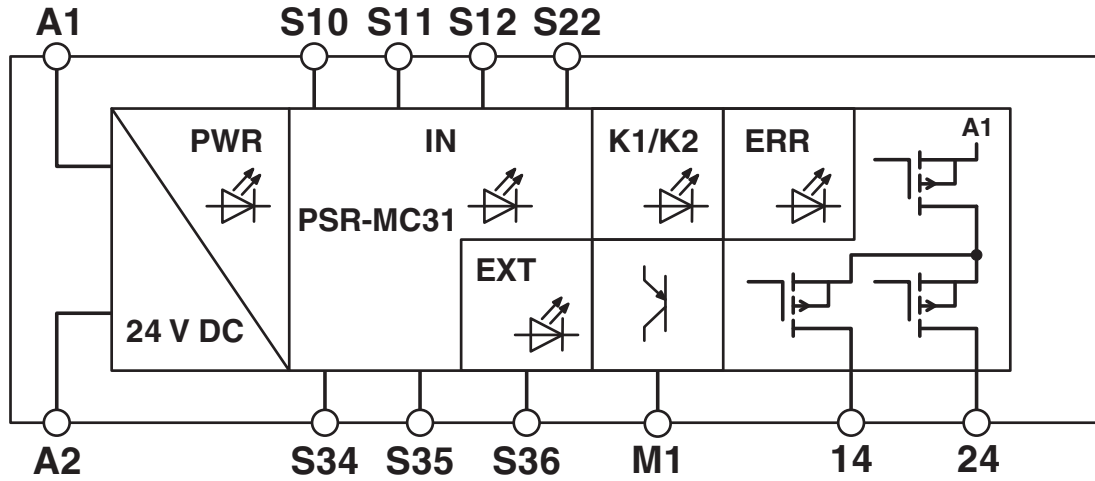 A1 S10 S11 S12 S22
PWR IN K1/K2 ERR A1
PSR-MC31
EXT
24 V DC
A2 S34 S35 S36 M1 14 24